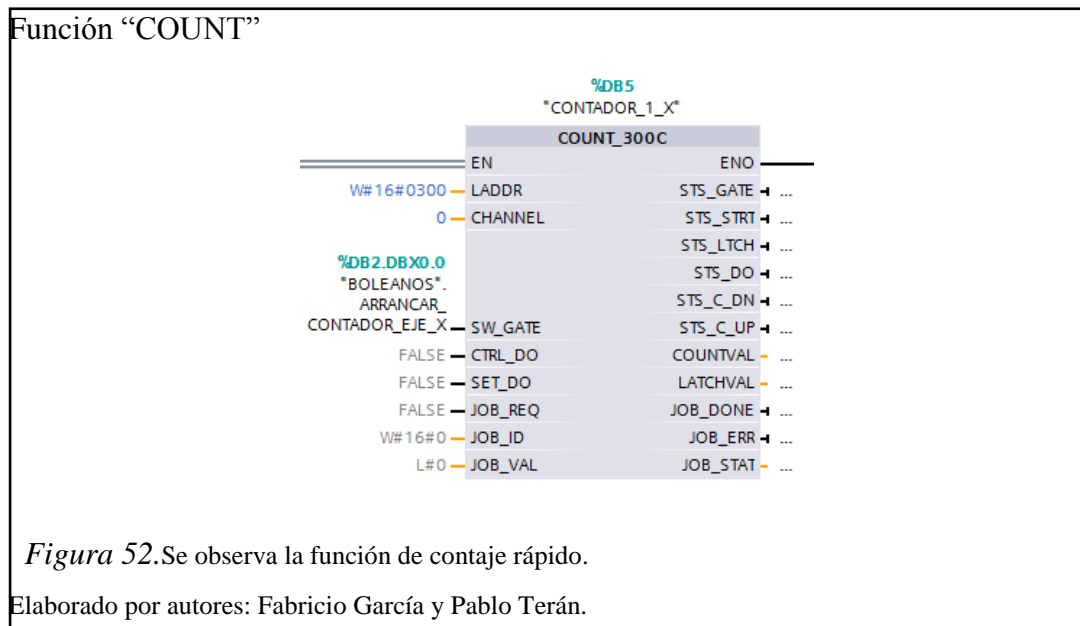 Función “COUNT”
%DB5
"CONTADOR_1_X"
COUNT_300C
EN ENO
W#16#0300 LADDR STS_GATE ...
0 CHANNEL STS_STRT ...
STS_LTCH ...
%DB2.DBX0.0 STS_DO ...
"BOLEANOS".
ARRANCAR_ STS_C_DN ...
CONTADOR_EJE_X SW_GATE STS_C_UP ...
FALSE CTRL_DO COUNTVAL ...
FALSE SET_DO LATCHVAL ...
FALSE JOB_REQ JOB_DONE ...
W#16#0 JOB_ID JOB_ERR ...
L#0 JOB_VAL JOB_STAT ...
Figura 52.Se observa la función de contaje rápido.
Elaborado por autores: Fabricio García y Pablo Terán.